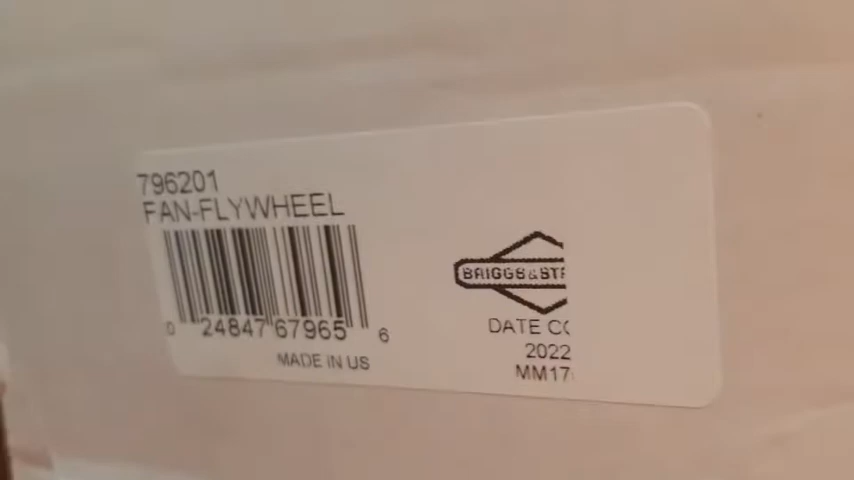 796201
FAN-FLYWHEEL
0 24847 67965 6
MADE IN US
BRIGGS&STR
DATE CO
2022
MM17